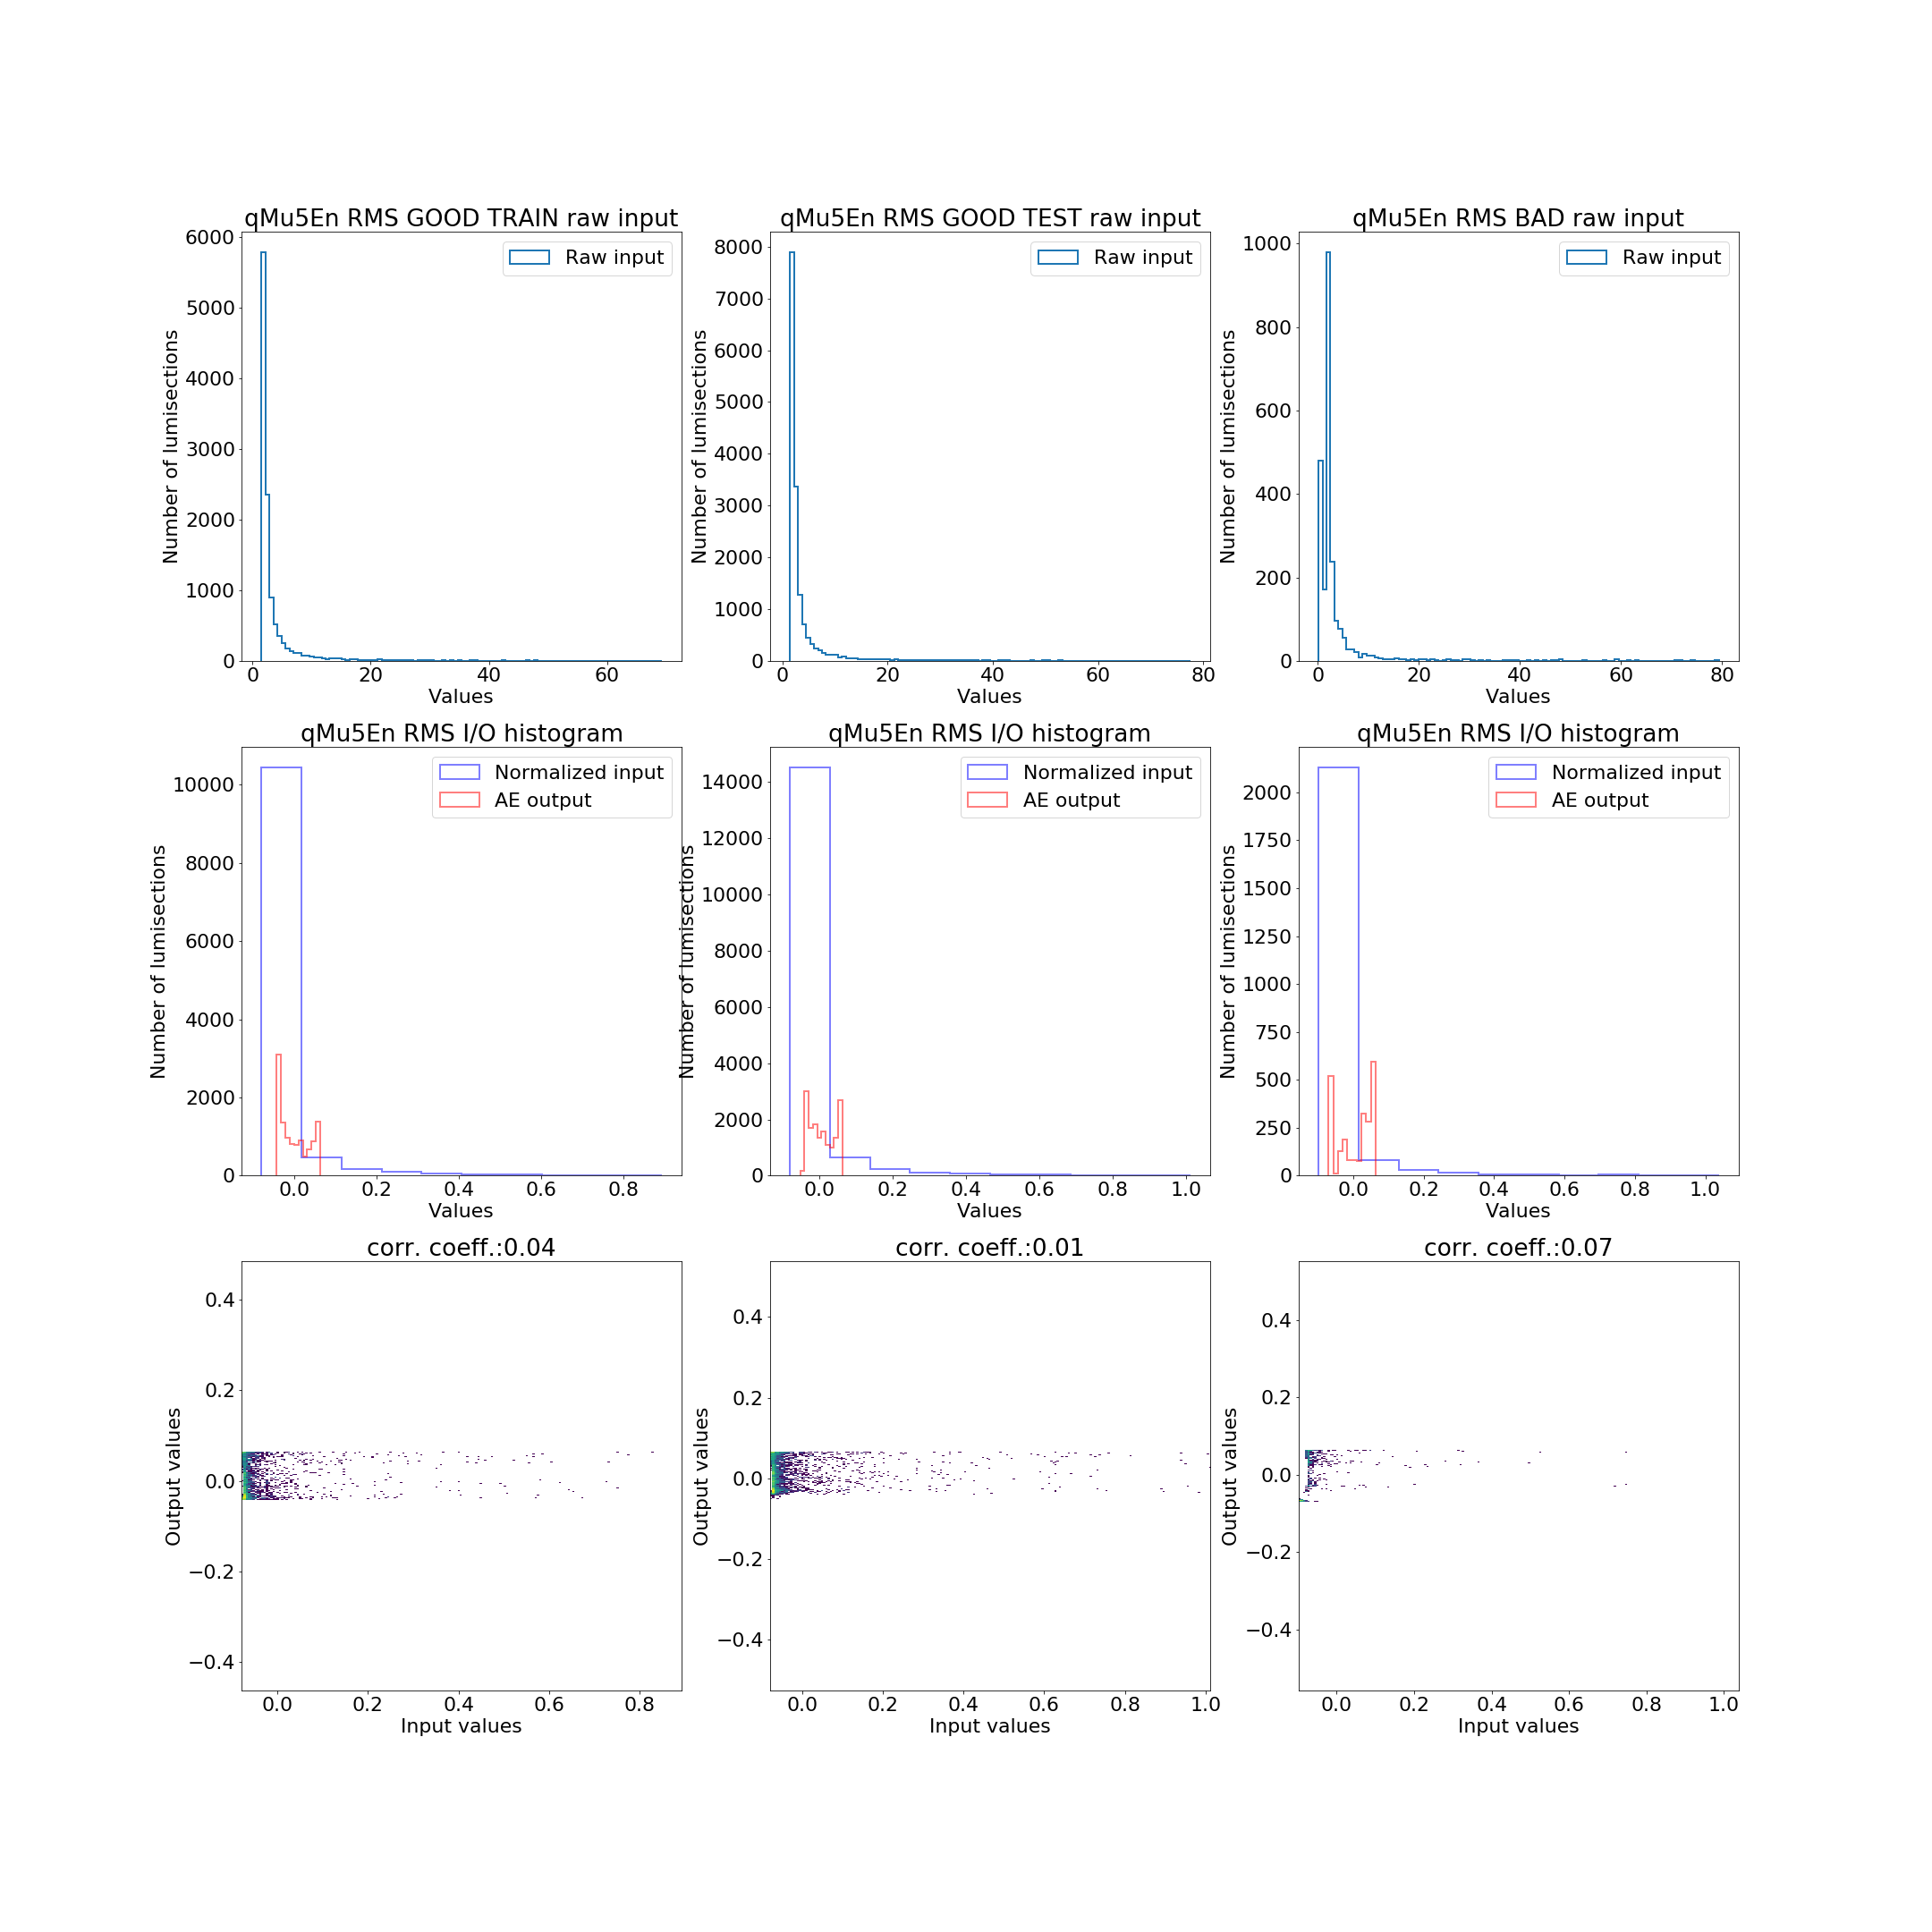 qMu5En RMS GOOD TRAIN raw input
Number of lumisections
6000
5000
4000
3000
2000
1000
0
Raw input
0 20 40 60
Values
qMu5En RMS GOOD TEST raw input
Number of lumisections
8000
7000
6000
5000
4000
3000
2000
1000
0
Raw input
0 20 40 60 80
Values
qMu5En RMS BAD raw input
Number of lumisections
1000
800
600
400
200
0
Raw input
0 20 40 60 80
Values
qMu5En RMS I/O histogram
Number of lumisections
10000
8000
6000
4000
2000
0
Normalized input
AE output
0.0 0.2 0.4 0.6 0.8
Values
qMu5En RMS I/O histogram
Number of lumisections
14000
12000
10000
8000
6000
4000
2000
0
Normalized input
AE output
0.0 0.2 0.4 0.6 0.8 1.0
Values
qMu5En RMS I/O histogram
Number of lumisections
2000
1750
1500
1250
1000
750
500
250
0
Normalized input
AE output
0.0 0.2 0.4 0.6 0.8 1.0
Values
corr. coeff.:0.04
Output values
0.4
0.2
0.0
−0.2
−0.4
0.0 0.2 0.4 0.6 0.8
Input values
corr. coeff.:0.01
Output values
0.4
0.2
0.0
−0.2
−0.4
0.0 0.2 0.4 0.6 0.8 1.0
Input values
corr. coeff.:0.07
Output values
0.4
0.2
0.0
−0.2
−0.4
0.0 0.2 0.4 0.6 0.8 1.0
Input values